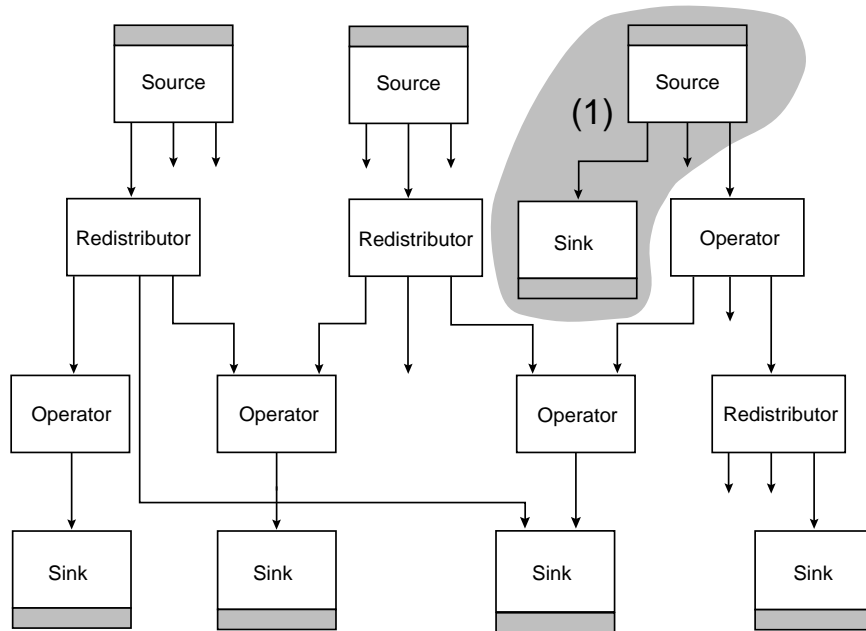 Source
Source
Source
(1)
Redistributor
Redistributor
Sink
Operator
Operator
Operator
Operator
Redistributor
Sink
Sink
Sink
Sink